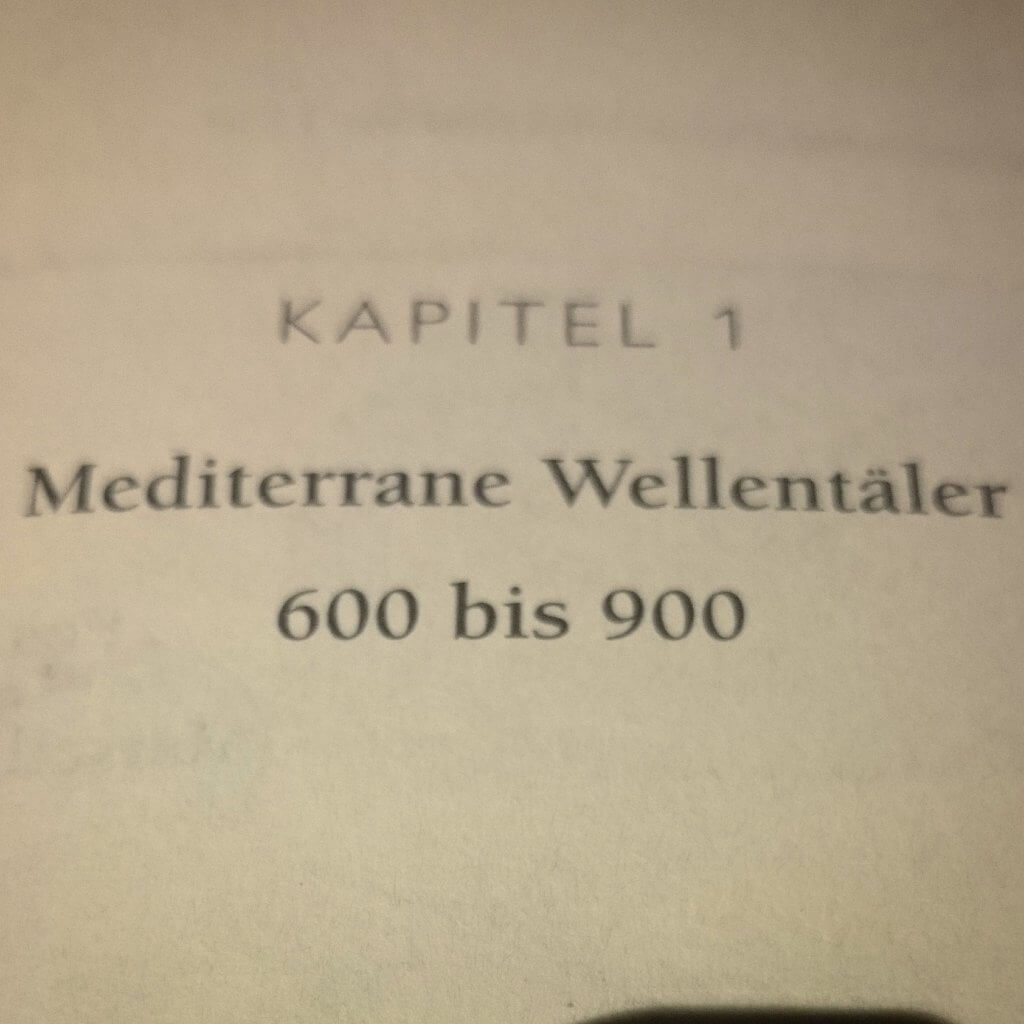 KAPITEL 1
Mediterrane Wellentäler
600 bis 900